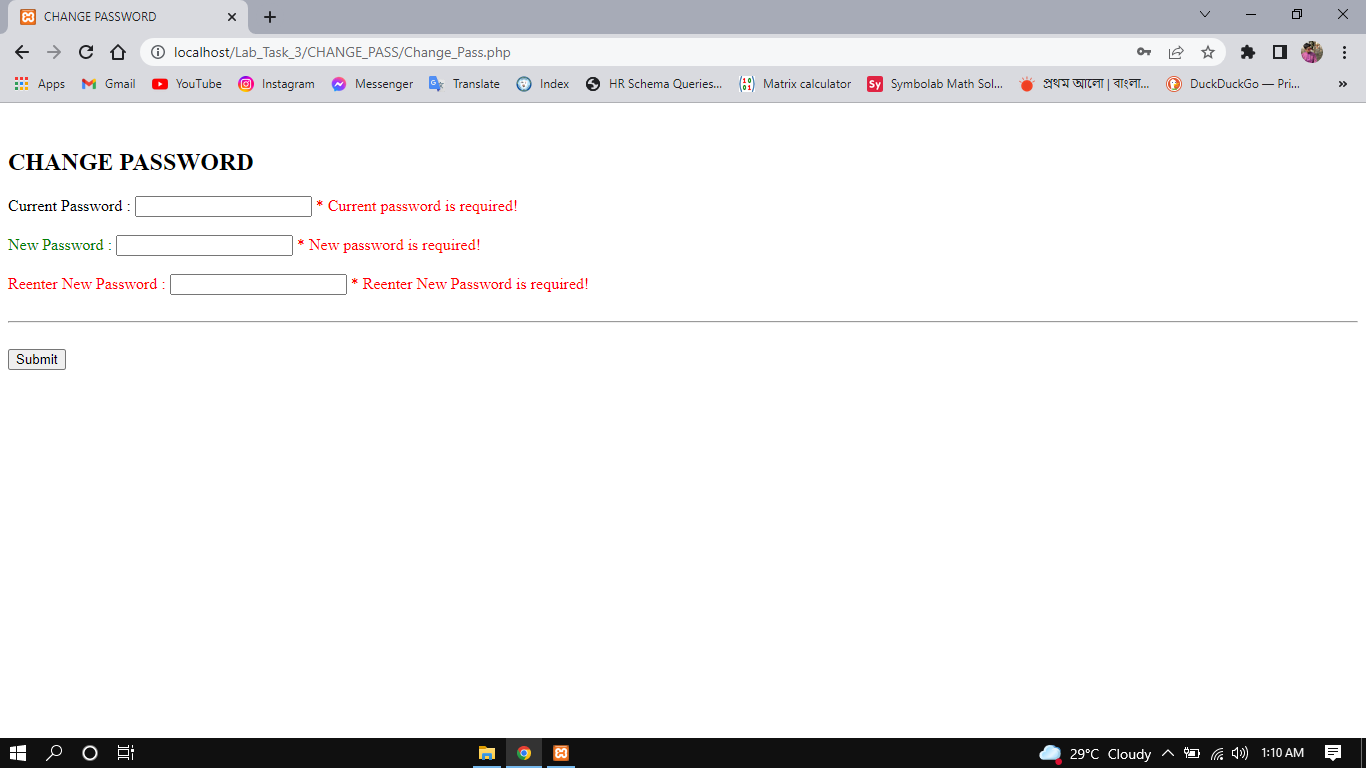 CHANGE PASSWORD
localhost/Lab_Task_3/CHANGE_PASS/Change_Pass.php
Apps Gmail YouTube Instagram Messenger Translate Index HR Schema Queries... Matrix calculator Sy Symbolab Math Sol... প্রথম আলো | বাংলা... DuckDuckGo — Pri... »
CHANGE PASSWORD
Current Password : * Current password is required!
New Password : * New password is required!
Reenter New Password : * Reenter New Password is required!
Submit
29°C Cloudy 1:10 AM